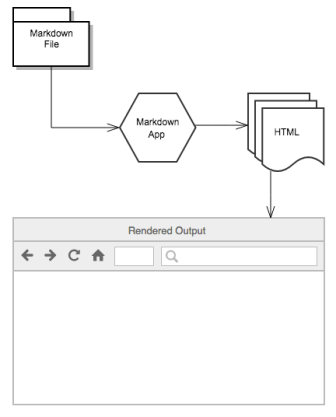 Markdown
File
Markdown
App
HTML
Rendered Output